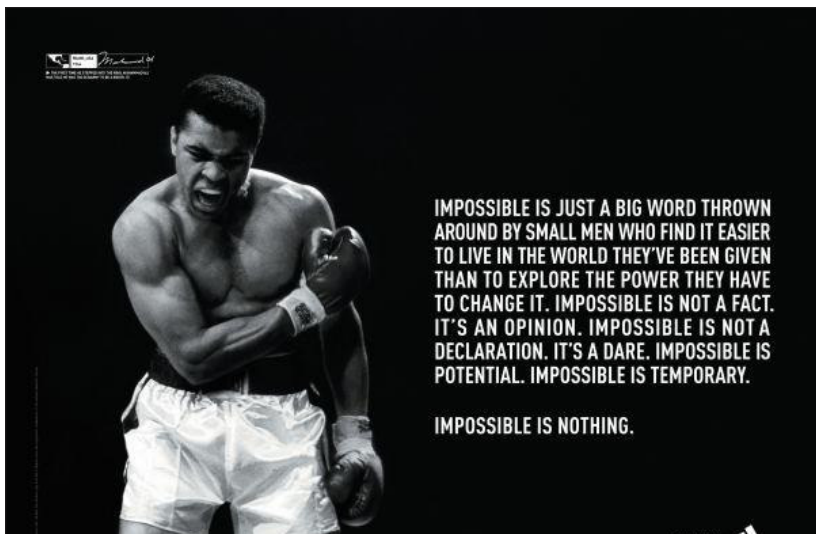 IMPOSSIBLE IS JUST A BIG WORD THROWN
AROUND BY SMALL MEN WHO FIND IT EASIER
TO LIVE IN THE WORLD THEY'VE BEEN GIVEN
THAN TO EXPLORE THE POWER THEY HAVE
TO CHANGE IT. IMPOSSIBLE IS NOT A FACT.
IT'S AN OPINION. IMPOSSIBLE IS NOT A
DECLARATION. IT'S A DARE. IMPOSSIBLE IS
POTENTIAL. IMPOSSIBLE IS TEMPORARY.
IMPOSSIBLE IS NOTHING.